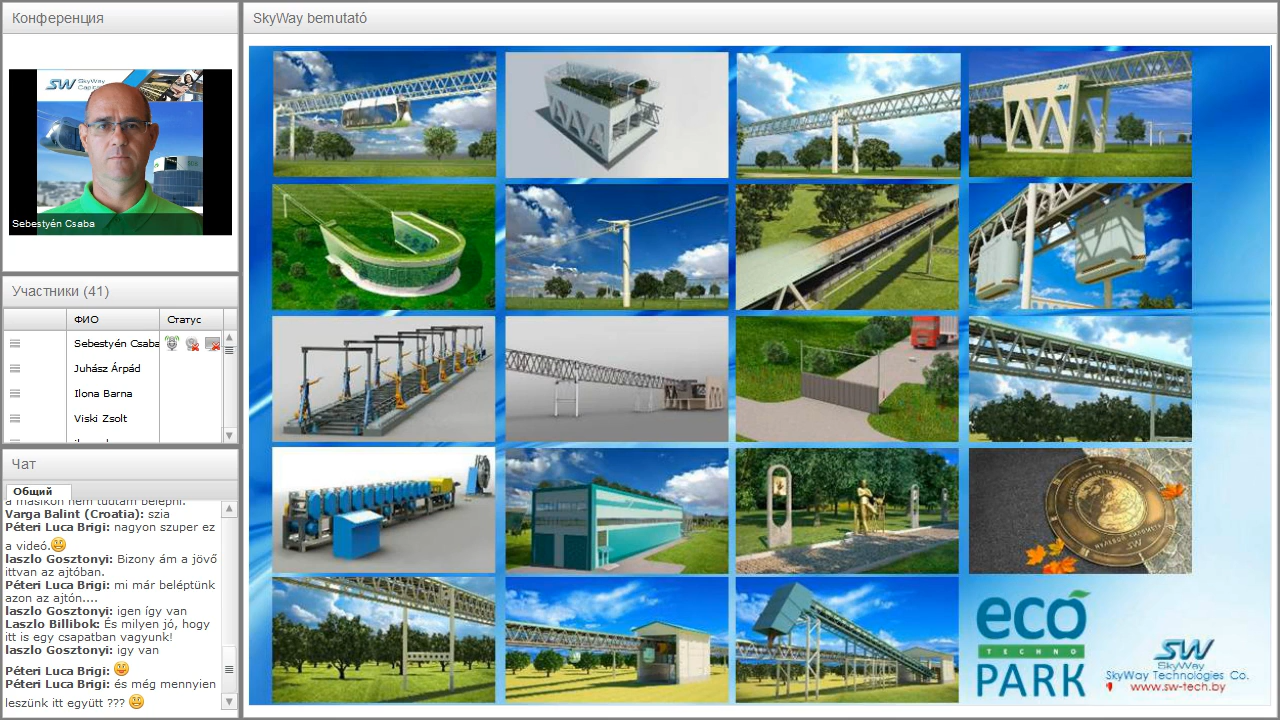 Конференция
SkyWay bemutató
SW SkyWay
Sebestyén Csaba
Участники (41)
ФИО Статус
Sebestyén Csaba
Juhász Árpád
Ilona Barna
Viski Zsolt
Чат
Общий
a másikon nem tudtam belépni.
Varga Balint (Croatia): szia
Péteri Luca Brigi: nagyon szuper ez
a videó.
laszlo Gosztonyi: Bizony ám a jövő
ittvan az ajtóban.
Péteri Luca Brigi: mi már beléptünk
azon az ajtón....
laszlo Gosztonyi: igen így van
Laszlo Billibok: És milyen jó, hogy
itt is egy csapatban vagyunk!
laszlo Gosztonyi: igy van
Péteri Luca Brigi:
Péteri Luca Brigi: és még mennyien
leszünk itt együtt ???
SW
SW
eco
TECHNO
PARK
SW
SkyWay
SkyWay Technologies Co.
www.sw-tech.by